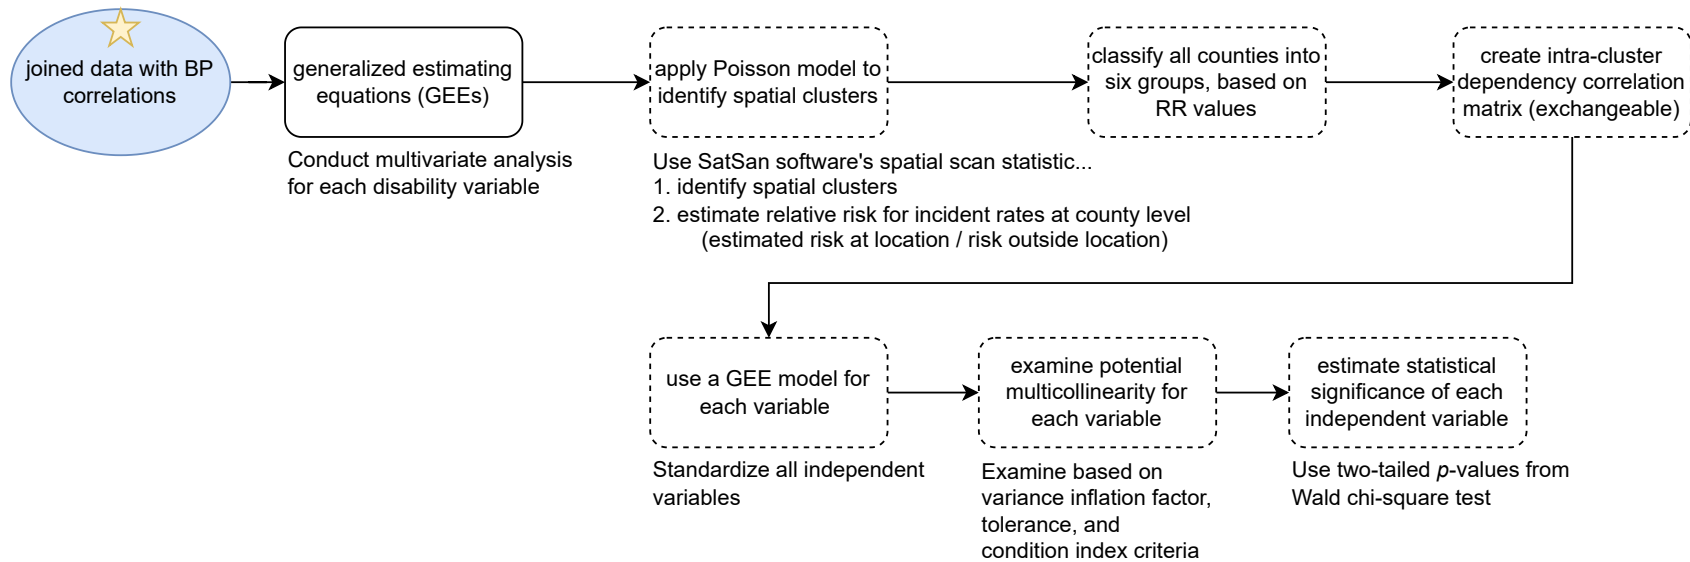 joined data with BP
correlations
generalized estimating
equations (GEEs)
Conduct multivariate analysis
for each disability variable
apply Poisson model to
identify spatial clusters
Use SatSan software's spatial scan statistic...
1. identify spatial clusters
2. estimate relative risk for incident rates at county level
(estimated risk at location / risk outside location)
classify all counties into
six groups, based on
RR values
create intra-cluster
dependency correlation
matrix (exchangeable)
use a GEE model for
each variable
Standardize all independent
variables
examine potential
multicollinearity for
each variable
Examine based on
variance inflation factor,
tolerance, and
condition index criteria
estimate statistical
significance of each
independent variable
Use two-tailed p-values from
Wald chi-square test